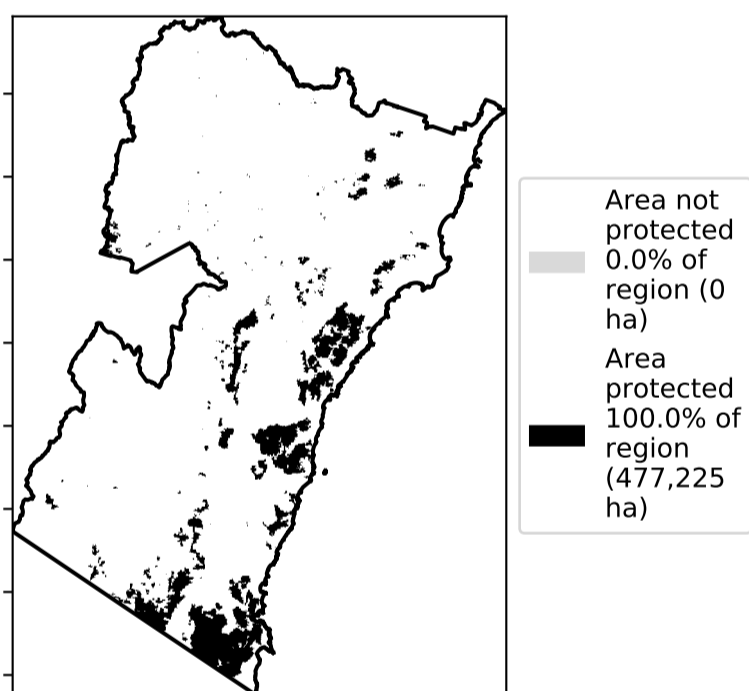 Area not
protected
0.0% of
region (0
ha)
Area
protected
100.0% of
region
(477,225
ha)